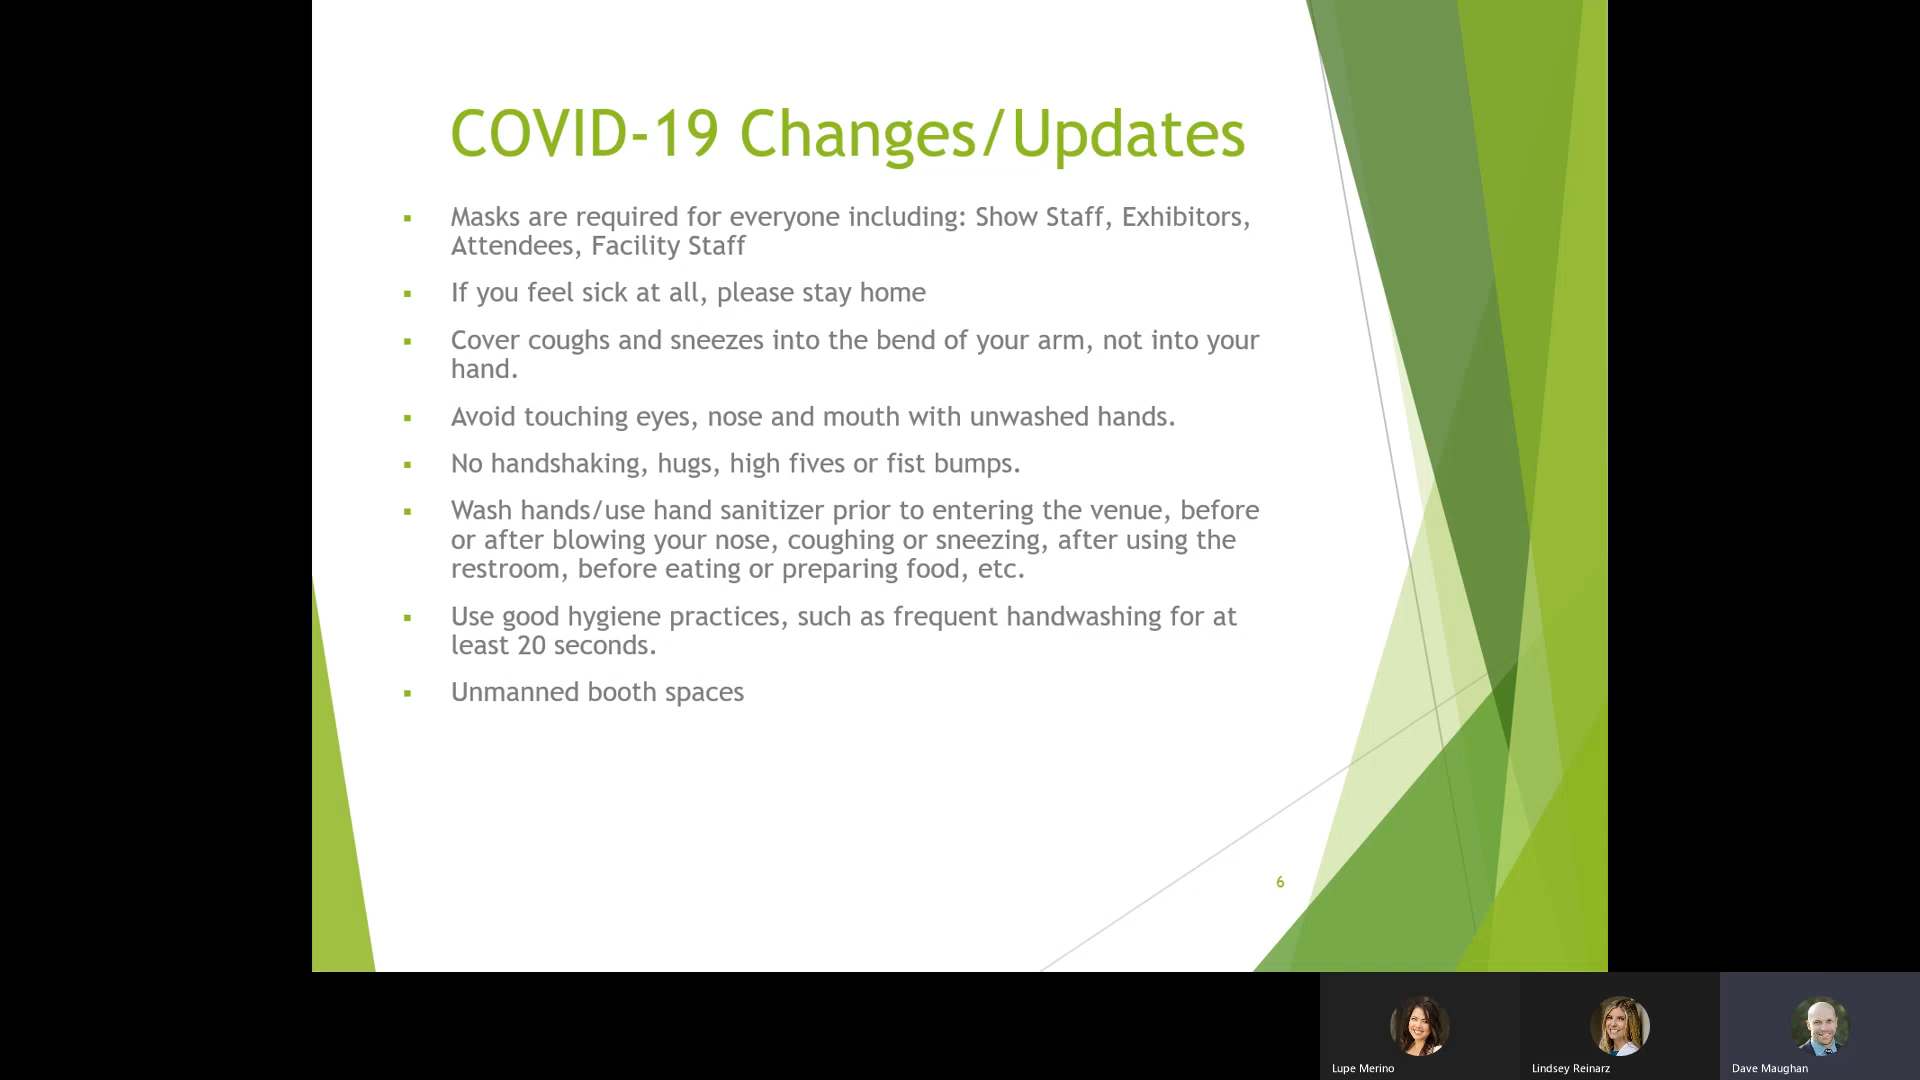 COVID-19 Changes/Updates
▪ Masks are required for everyone including: Show Staff, Exhibitors,
Attendees, Facility Staff
▪ If you feel sick at all, please stay home
▪ Cover coughs and sneezes into the bend of your arm, not into your
hand.
▪ Avoid touching eyes, nose and mouth with unwashed hands.
▪ No handshaking, hugs, high fives or fist bumps.
▪ Wash hands/use hand sanitizer prior to entering the venue, before
or after blowing your nose, coughing or sneezing, after using the
restroom, before eating or preparing food, etc.
▪ Use good hygiene practices, such as frequent handwashing for at
least 20 seconds.
▪ Unmanned booth spaces
6
Lupe Merino
Lindsey Reinarz
Dave Maughan